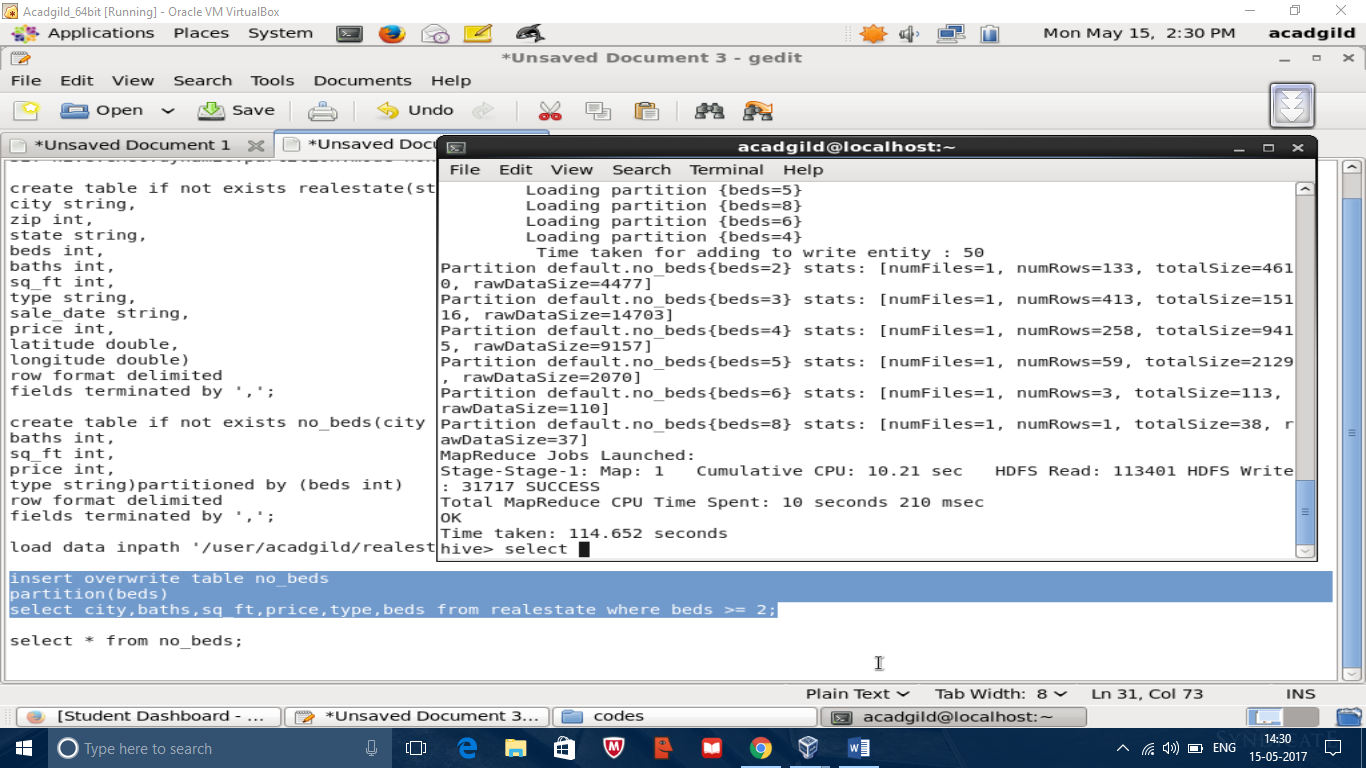 Acadgild_64bit [Running] - Oracle VM VirtualBox
Applications Places System Mon May 15, 2:30 PM acadgild
*Unsaved Document 3 - gedit
File Edit View Search Tools Documents Help
Open Save Undo
*Unsaved Document 1 *Unsaved Docu
create table if not exists realestate(st
city string,
zip int,
state string,
beds int,
baths int,
sq_ft int,
type string,
sale_date string,
price int,
latitude double,
longitude double)
row format delimited
fields terminated by ',';
create table if not exists no_beds(city
baths int,
sq_ft int,
price int,
type string)partitioned by (beds int)
row format delimited
fields terminated by ',';
load data inpath '/user/acadgild/realest
insert overwrite table no_beds
partition(beds)
select city,baths,sq_ft,price,type,beds from realestate where beds >= 2;
select * from no_beds;
acadgild@localhost:~
File Edit View Search Terminal Help
Loading partition {beds=5}
Loading partition {beds=8}
Loading partition {beds=6}
Loading partition {beds=4}
Time taken for adding to write entity : 50
Partition default.no_beds{beds=2} stats: [numFiles=1, numRows=133, totalSize=461
0, rawDataSize=4477]
Partition default.no_beds{beds=3} stats: [numFiles=1, numRows=413, totalSize=151
16, rawDataSize=14703]
Partition default.no_beds{beds=4} stats: [numFiles=1, numRows=258, totalSize=941
5, rawDataSize=9157]
Partition default.no_beds{beds=5} stats: [numFiles=1, numRows=59, totalSize=2129
, rawDataSize=2070]
Partition default.no_beds{beds=6} stats: [numFiles=1, numRows=3, totalSize=113,
rawDataSize=110]
Partition default.no_beds{beds=8} stats: [numFiles=1, numRows=1, totalSize=38, r
awDataSize=37]
MapReduce Jobs Launched:
Stage-Stage-1: Map: 1 Cumulative CPU: 10.21 sec HDFS Read: 113401 HDFS Write
: 31717 SUCCESS
Total MapReduce CPU Time Spent: 10 seconds 210 msec
OK
Time taken: 114.652 seconds
hive> select
Plain Text Tab Width: 8 Ln 31, Col 73 INS
[Student Dashboard - ... *Unsaved Document 3... codes acadgild@localhost:~
Type here to search ENG 14:30
15-05-2017